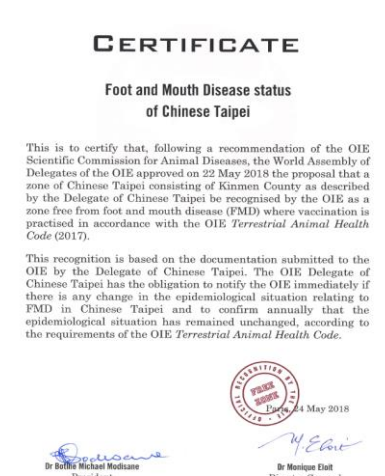 CERTIFICATE
Foot and Mouth Disease status
of Chinese Taipei
This is to certify that, following a recommendation of the OIE
Scientific Commission for Animal Diseases, the World Assembly of
Delegates of the OIE approved on 22 May 2018 the proposal that a
zone of Chinese Taipei consisting of Kinmen County as described
by the Delegate of Chinese Taipei be recognised by the OIE as a
zone free from foot and mouth disease (FMD) where vaccination is
practised in accordance with the OIE Terrestrial Animal Health
Code (2017).
This recognition is based on the documentation submitted to the
OIE by the Delegate of Chinese Taipei. The OIE Delegate of
Chinese Taipei has the obligation to notify the OIE immediately if
there is any change in the epidemiological situation relating to
FMD in Chinese Taipei and to confirm annually that the
epidemiological situation has remained unchanged, according to
the requirements of the OIE Terrestrial Animal Health Code.
OFFICIAL RECOGNITION BY THE OIE
FREE
ZONE
Paris, 24 May 2018
M. Eloit
Dr Botlhe Michael Modisane
Dr Monique Eloit